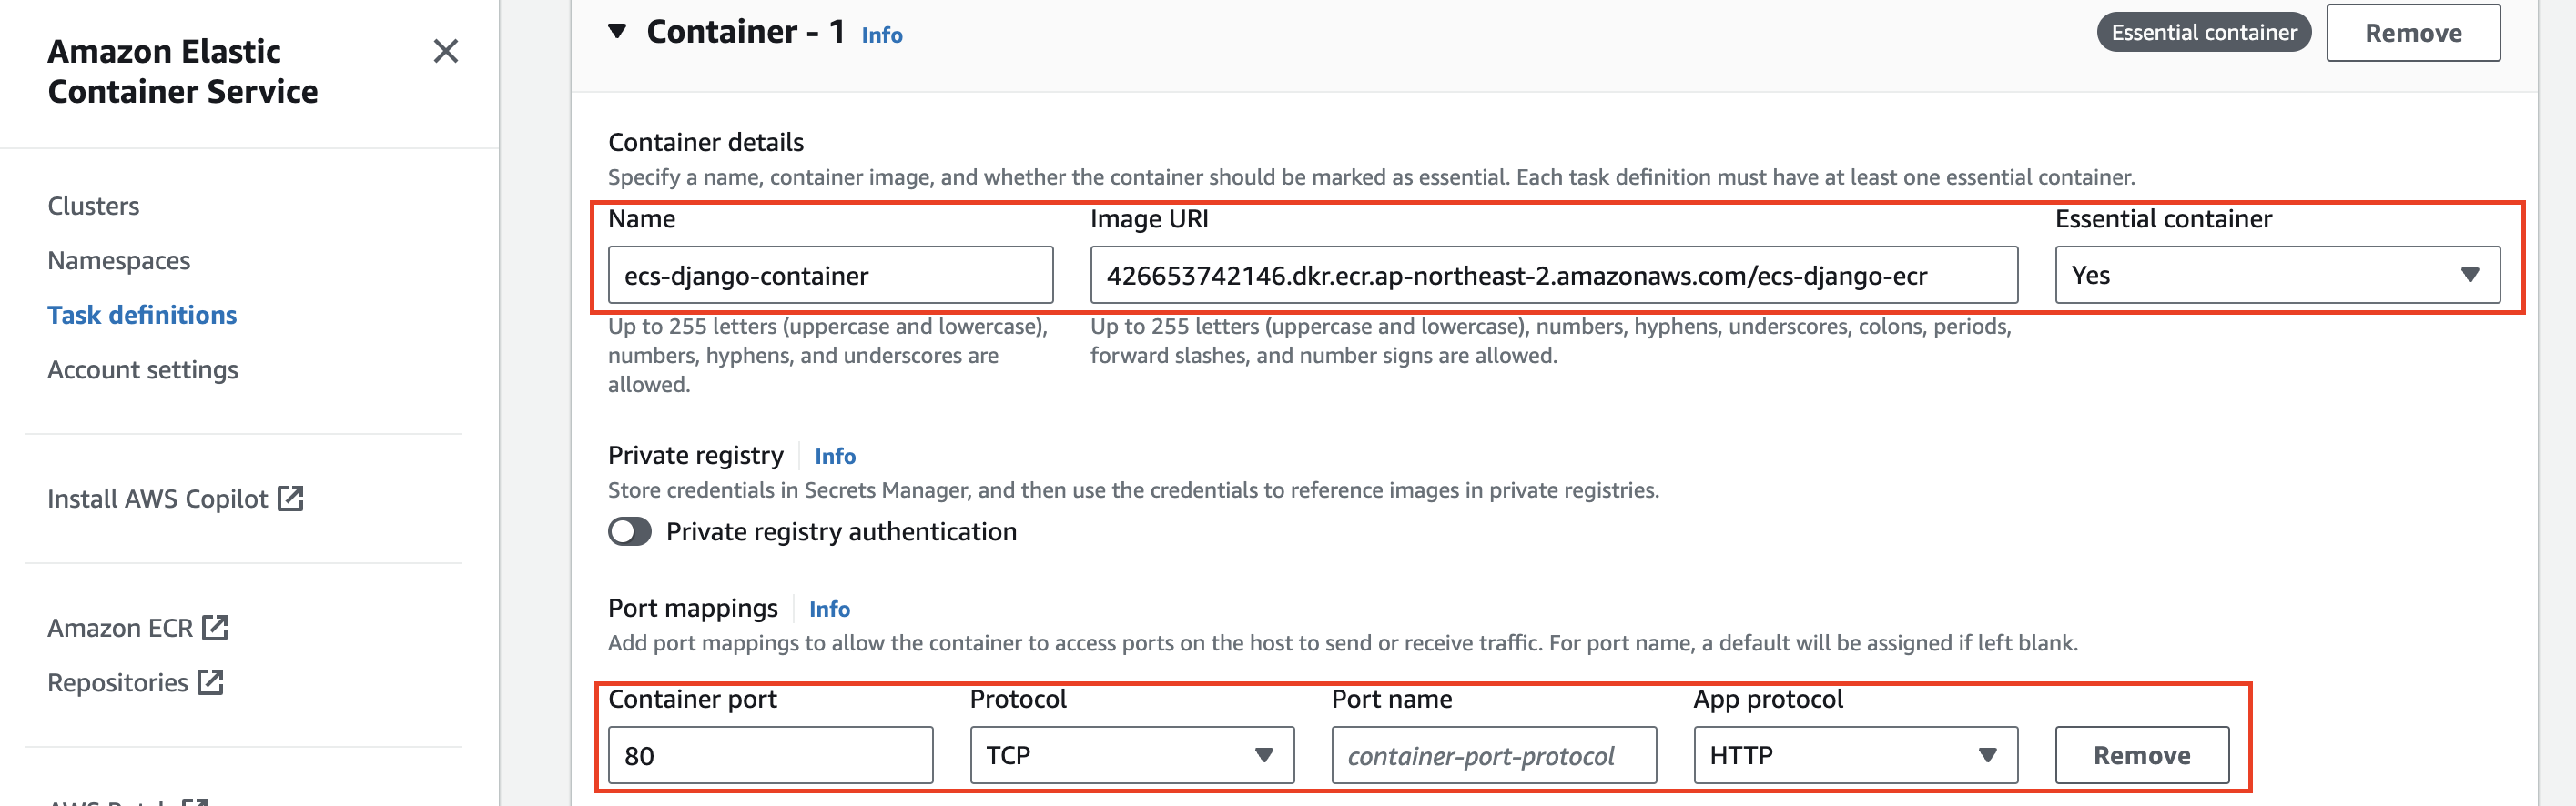 Amazon Elastic
Container Service
Clusters
Namespaces
Task definitions
Account settings
Install AWS Copilot
Amazon ECR
Repositories
Container - 1 Info
Essential container
Remove
Container details
Specify a name, container image, and whether the container should be marked as essential. Each task definition must have at least one essential container.
Name
ecs-django-container
Up to 255 letters (uppercase and lowercase),
numbers, hyphens, and underscores are
allowed.
Image URI
426653742146.dkr.ecr.ap-northeast-2.amazonaws.com/ecs-django-ecr
Up to 255 letters (uppercase and lowercase), numbers, hyphens, underscores, colons, periods,
forward slashes, and number signs are allowed.
Essential container
Yes
Private registry Info
Store credentials in Secrets Manager, and then use the credentials to reference images in private registries.
Private registry authentication
Port mappings Info
Add port mappings to allow the container to access ports on the host to send or receive traffic. For port name, a default will be assigned if left blank.
Container port
80
Protocol
TCP
Port name
container-port-protocol
App protocol
HTTP
Remove